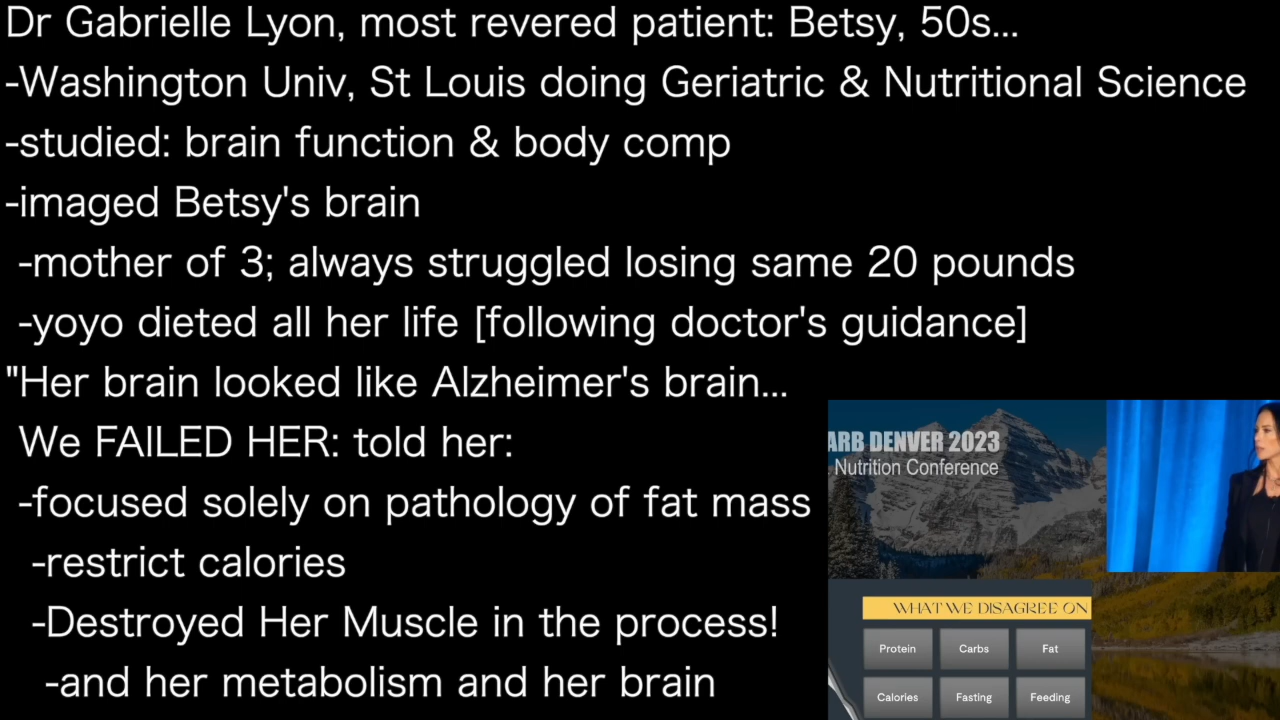 Dr Gabrielle Lyon, most revered patient: Betsy, 50s...
-Washington Univ, St Louis doing Geriatric & Nutritional Science
-studied: brain function & body comp
-imaged Betsy's brain
-mother of 3; always struggled losing same 20 pounds
-yoyo dieted all her life [following doctor's guidance]
"Her brain looked like Alzheimer's brain...
We FAILED HER: told her:
-focused solely on pathology of fat mass
-restrict calories
-Destroyed Her Muscle in the process!
-and her metabolism and her brain
ARB DENVER 2023
Nutrition Conference
WHAT WE DISAGREE ON
Protein Carbs Fat
Calories Fasting Feeding